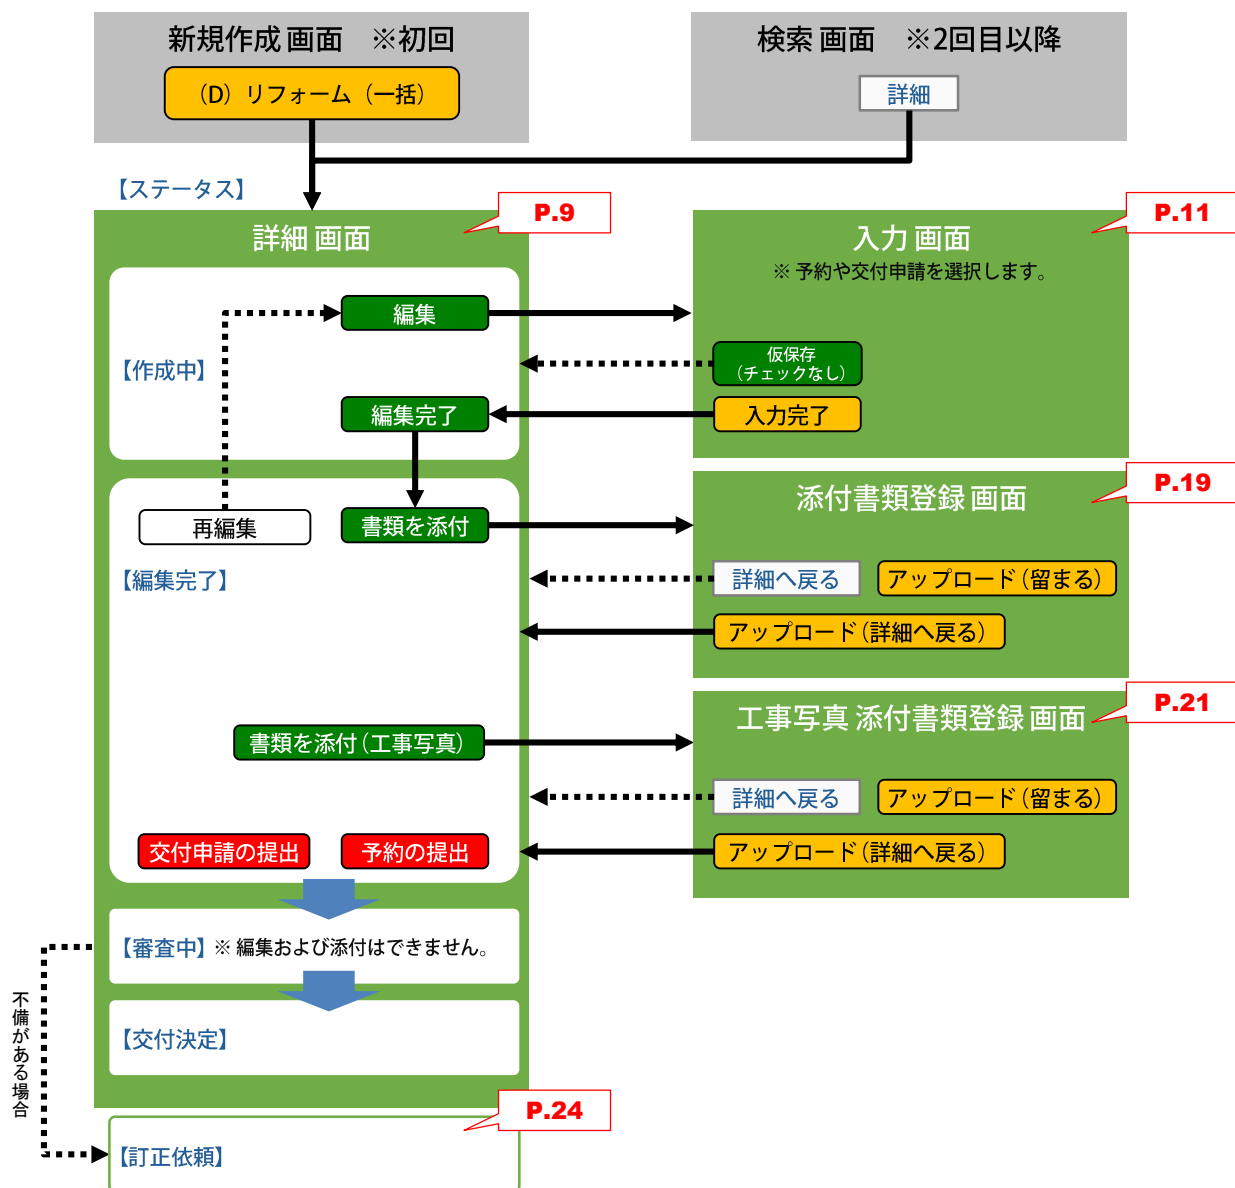 新規作成 画面　※初回
（D）リフォーム（一括）
検索 画面　※2回目以降
詳細
【ステータス】
P.9
詳細 画面
編集
【作成中】
編集完了
再編集
書類を添付
【編集完了】
書類を添付（工事写真）
交付申請の提出
予約の提出
【審査中】※ 編集および添付はできません。
【交付決定】
不備がある場合
P.24
【訂正依頼】
P.11
入力 画面
※ 予約や交付申請を選択します。
仮保存
（チェックなし）
入力完了
P.19
添付書類登録 画面
詳細へ戻る
アップロード（留まる）
アップロード（詳細へ戻る）
P.21
工事写真 添付書類登録 画面
詳細へ戻る
アップロード（留まる）
アップロード（詳細へ戻る）